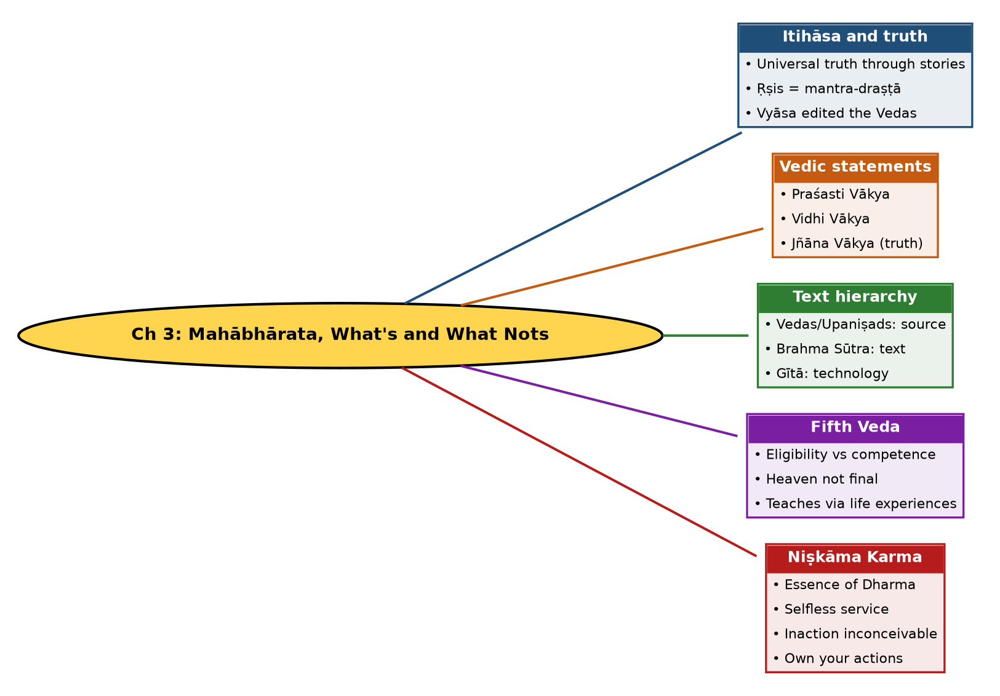 Itihāsa and truth
• Universal truth through stories
• Ṛṣis = mantra-draṣṭā
• Vyāsa edited the Vedas
Vedic statements
• Praśasti Vākya
• Vidhi Vākya
• Jñāna Vākya (truth)
Ch 3: Mahābhārata, What's and What Nots
Text hierarchy
• Vedas/Upaniṣads: source
• Brahma Sūtra: text
• Gītā: technology
Fifth Veda
• Eligibility vs competence
• Heaven not final
• Teaches via life experiences
Niṣkāma Karma
• Essence of Dharma
• Selfless service
• Inaction inconceivable
• Own your actions